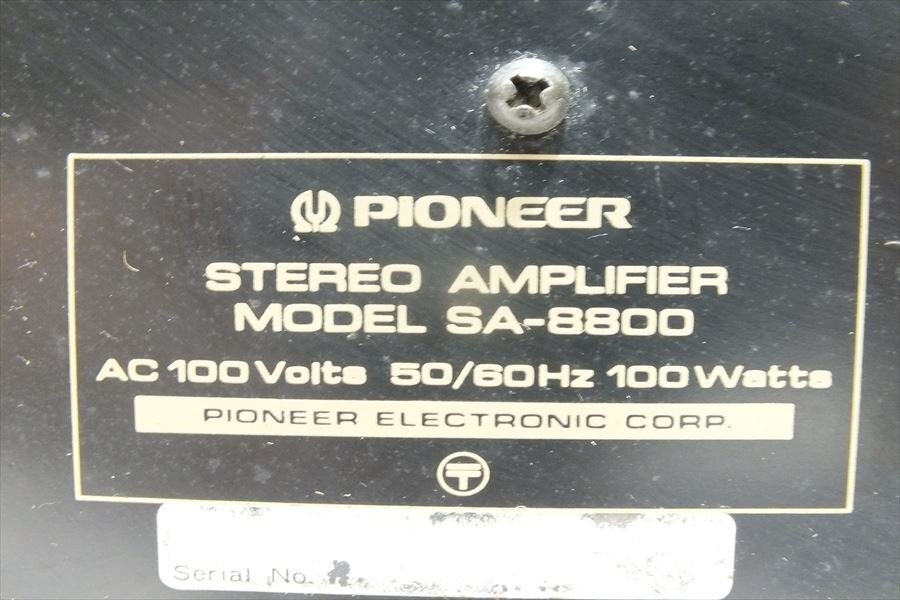 PIONEER
STEREO AMPLIFIER
MODEL SA-8800
AC 100 Volts 50/60Hz 100 Watts
PIONEER ELECTRONIC CORP.
Serial No.